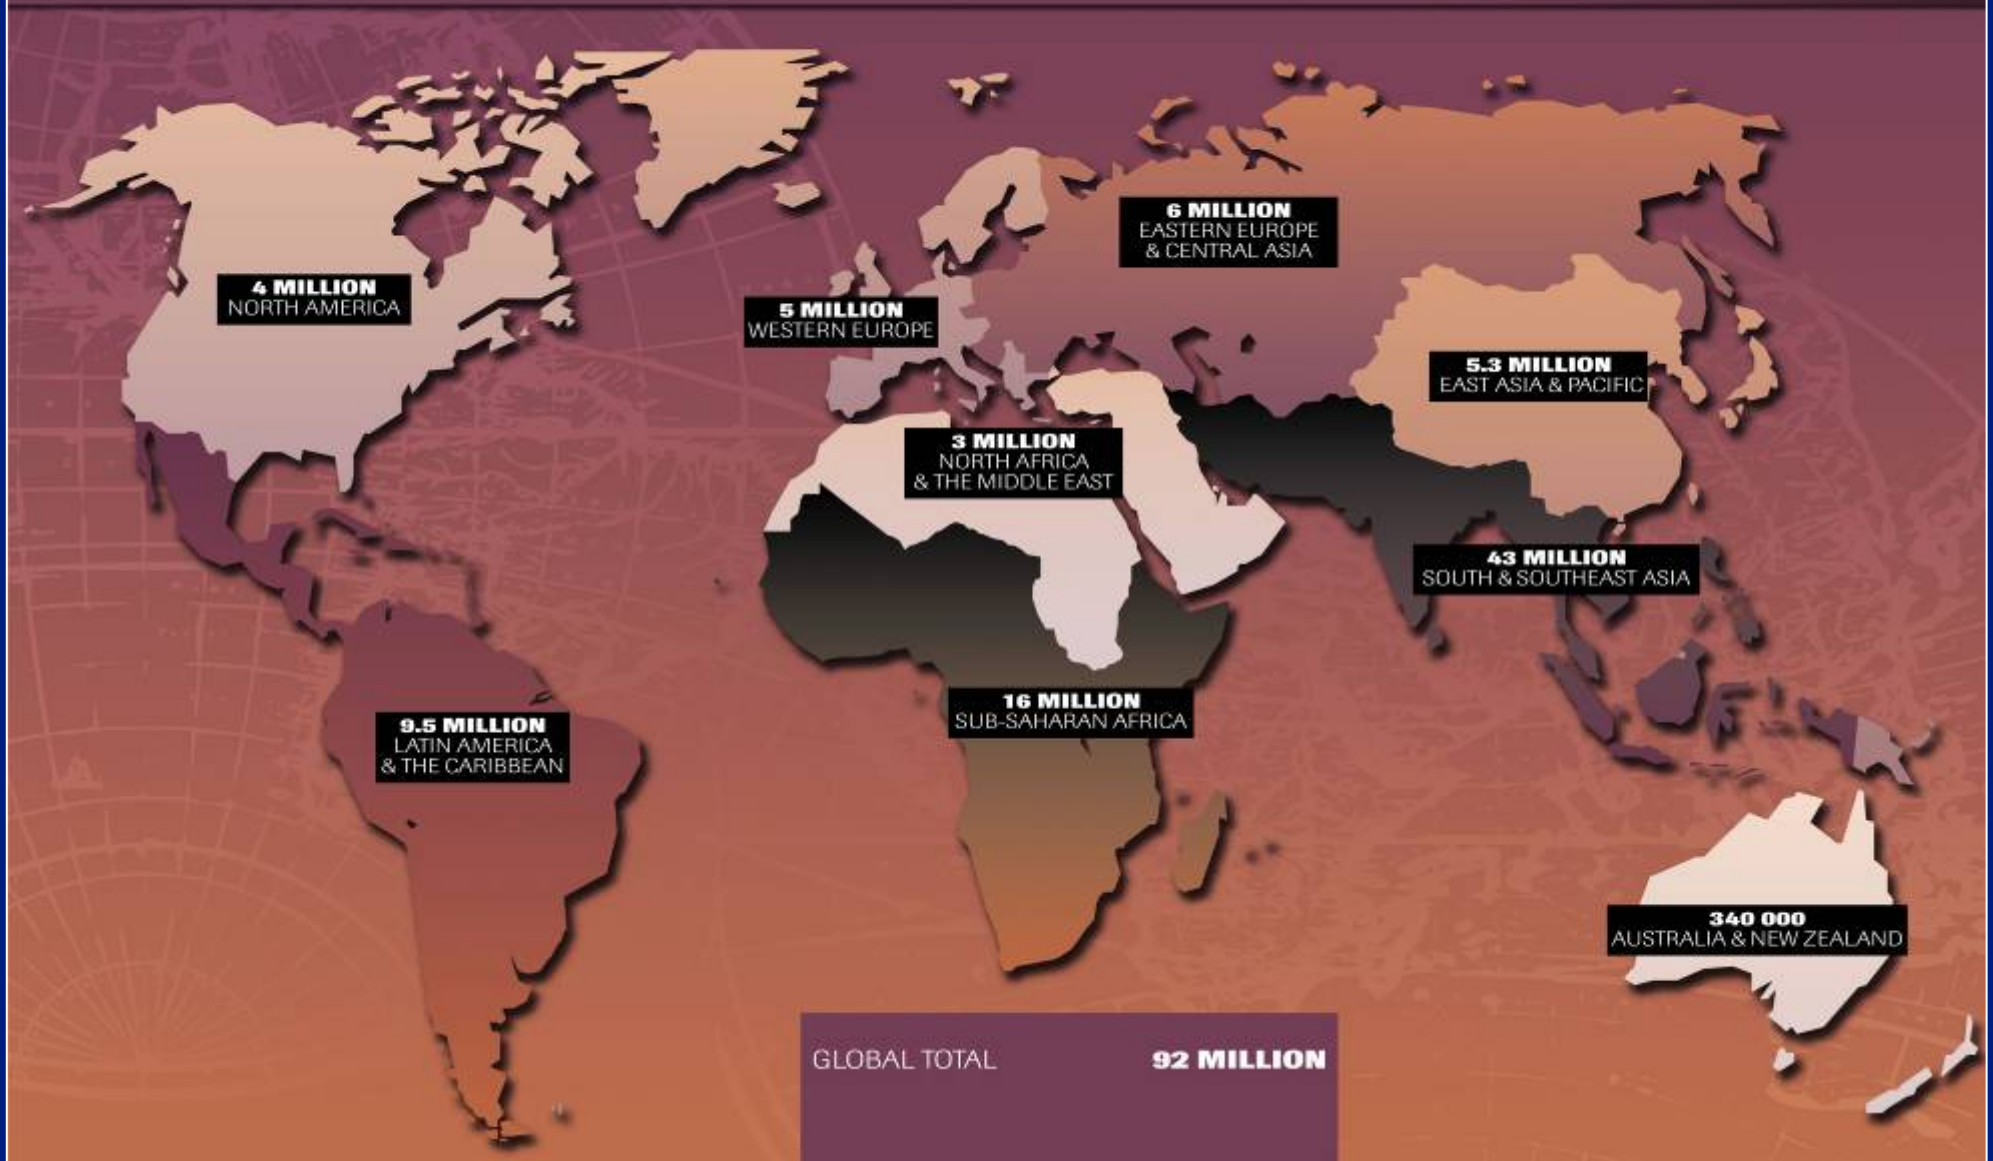 6 MILLION
EASTERN EUROPE
& CENTRAL ASIA
4 MILLION
NORTH AMERICA
5 MILLION
WESTERN EUROPE
5.3 MILLION
EAST ASIA & PACIFIC
3 MILLION
NORTH AFRICA
& THE MIDDLE EAST
43 MILLION
SOUTH & SOUTHEAST ASIA
16 MILLION
SUB-SAHARAN AFRICA
9.5 MILLION
LATIN AMERICA
& THE CARIBBEAN
340 000
AUSTRALIA & NEW ZEALAND
GLOBAL TOTAL 92 MILLION